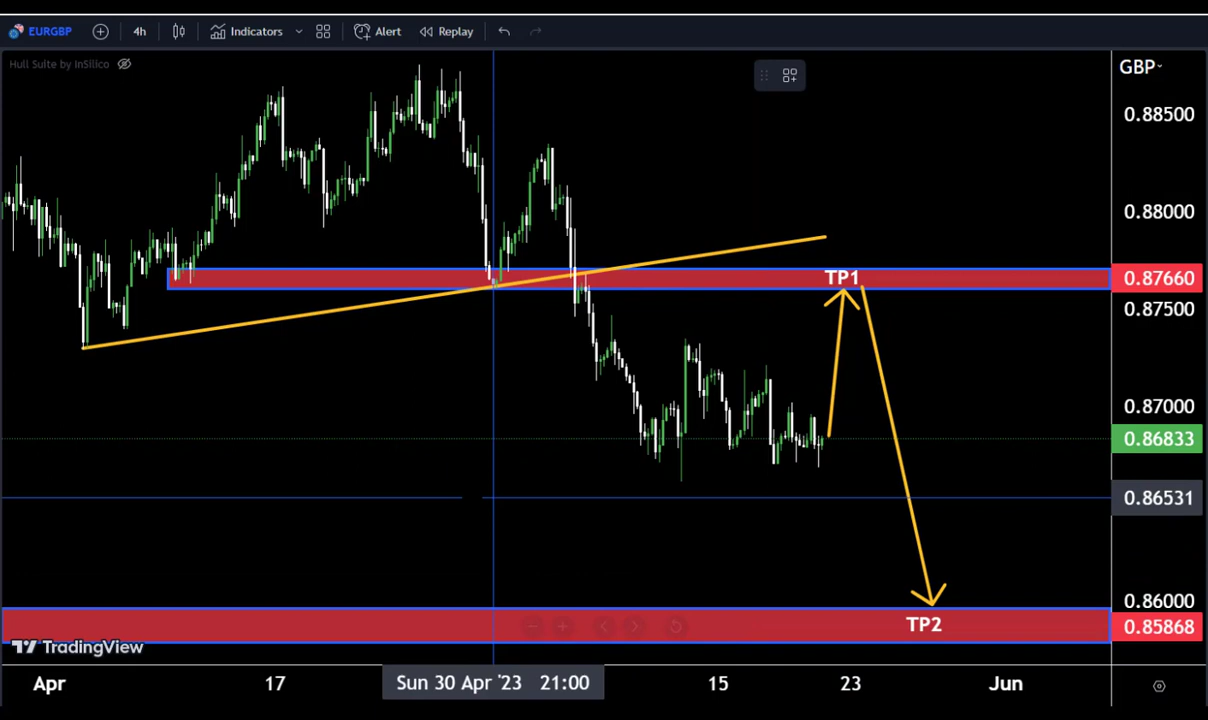 EURGBP 4h Indicators Alert Replay
Hull Suite by InSilico
GBP
0.88500
0.88000
TP1
0.87660
0.87500
0.87000
0.86833
0.86531
0.86000
TP2
0.85868
TradingView
Apr 17 Sun 30 Apr '23 21:00 15 23 Jun